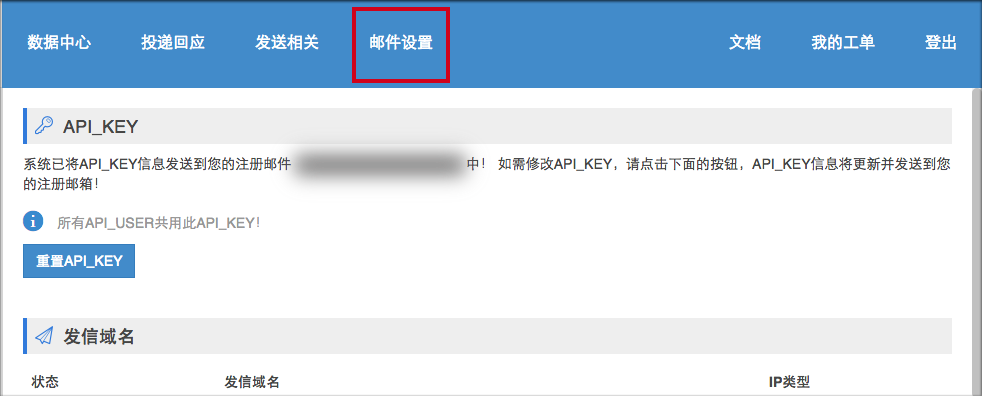 数据中心 投递回应 发送相关 邮件设置 文档 我的工单 登出
API_KEY
系统已将API_KEY信息发送到您的注册邮件 中！ 如需修改API_KEY，请点击下面的按钮，API_KEY信息将更新并发送到您
的注册邮箱！
所有API_USER共用此API_KEY！
重置API_KEY
发信域名
状态 发信域名 IP类型